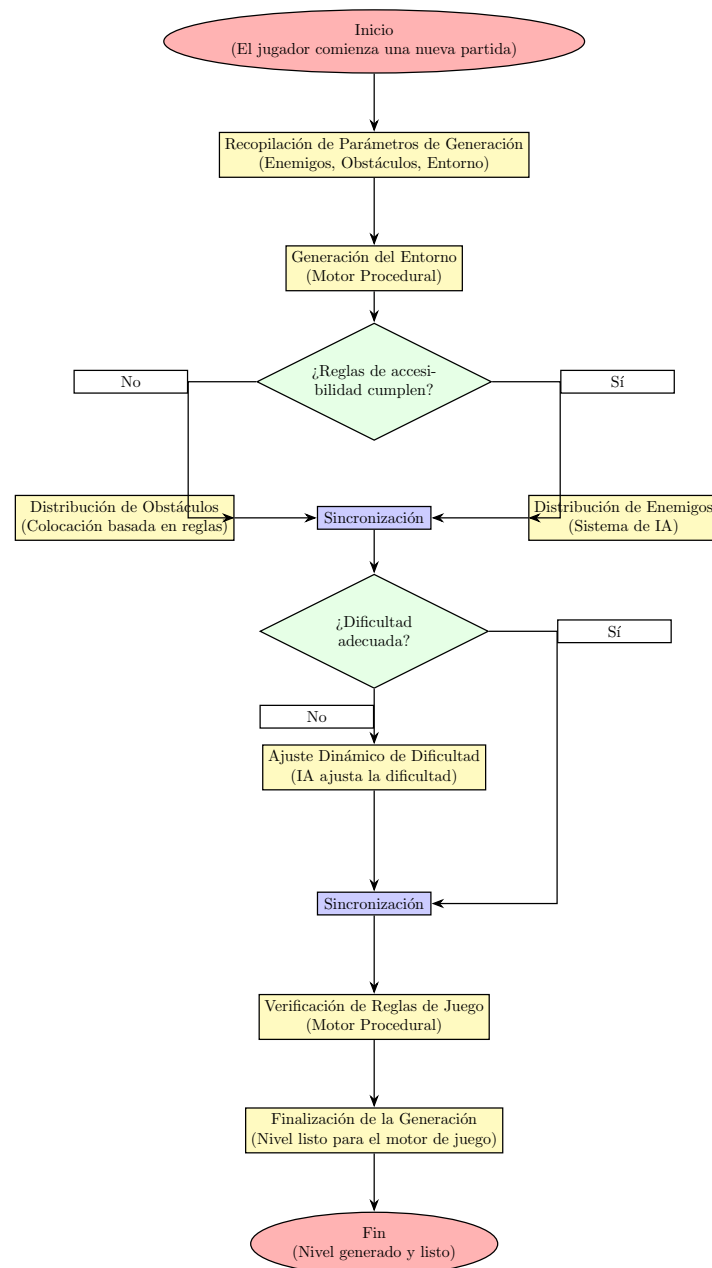 Inicio
(El jugador comienza una nueva partida)
Recopilación de Parámetros de Generación
(Enemigos, Obstáculos, Entorno)
Generación del Entorno
(Motor Procedural)
¿Reglas de accesi-
bilidad cumplen?
No
Sí
Distribución de Obstáculos
(Colocación basada en reglas)
Sincronización
Distribución de Enemigos
(Sistema de IA)
¿Dificultad
adecuada?
Sí
No
Ajuste Dinámico de Dificultad
(IA ajusta la dificultad)
Sincronización
Verificación de Reglas de Juego
(Motor Procedural)
Finalización de la Generación
(Nivel listo para el motor de juego)
Fin
(Nivel generado y listo)